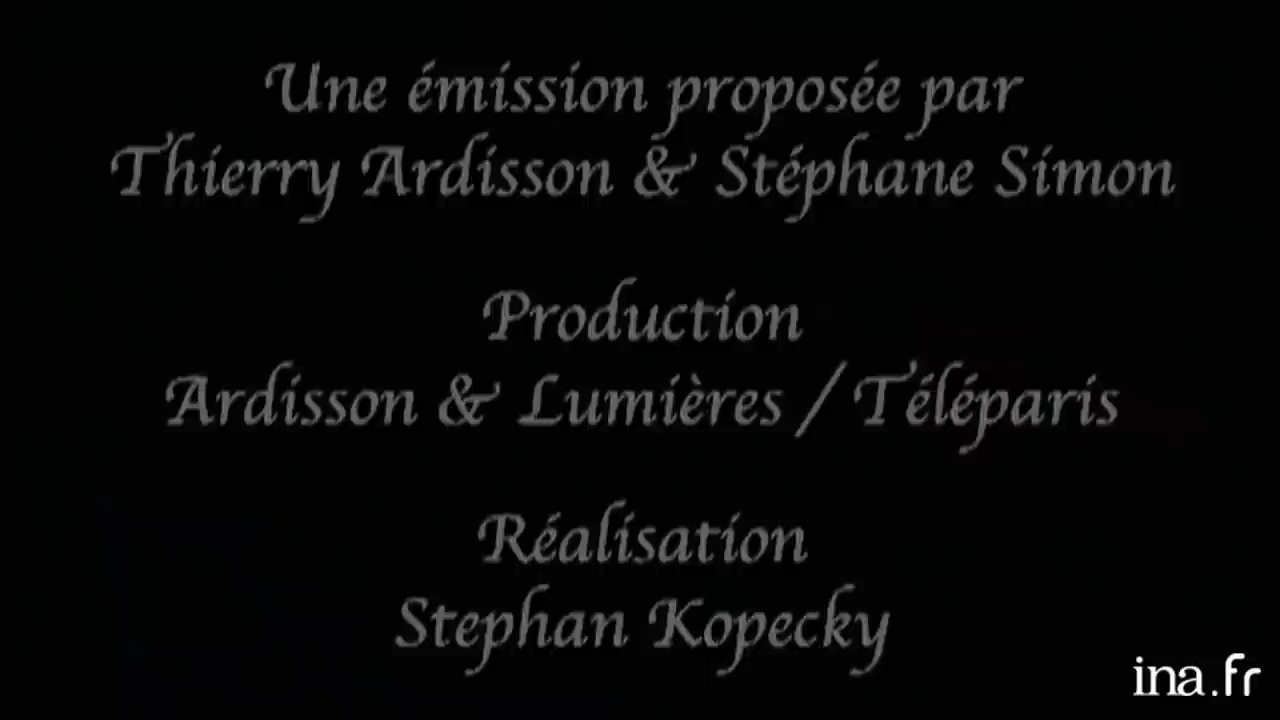 Une émission proposée par
Thierry Ardisson & Stéphane Simon
Production
Ardisson & Lumières / Téléparis
Réalisation
Stephan Kopecky
ina.fr